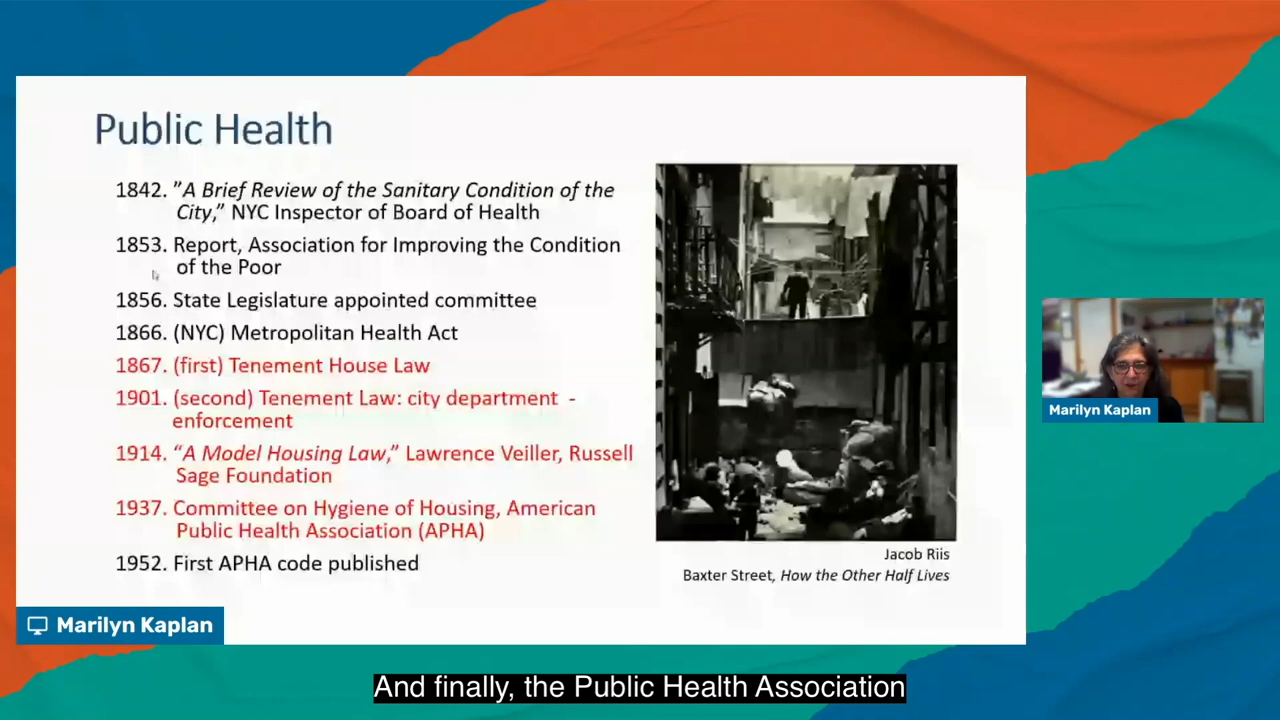 Public Health
1842. ”A Brief Review of the Sanitary Condition of the
City,” NYC Inspector of Board of Health
1853. Report, Association for Improving the Condition
of the Poor
1856. State Legislature appointed committee
1866. (NYC) Metropolitan Health Act
1867. (first) Tenement House Law
1901. (second) Tenement Law: city department -
enforcement
1914. “A Model Housing Law,” Lawrence Veiller, Russell
Sage Foundation
1937. Committee on Hygiene of Housing, American
Public Health Association (APHA)
1952. First APHA code published
Jacob Riis
Baxter Street, How the Other Half Lives
Marilyn Kaplan
Marilyn Kaplan
And finally, the Public Health Association